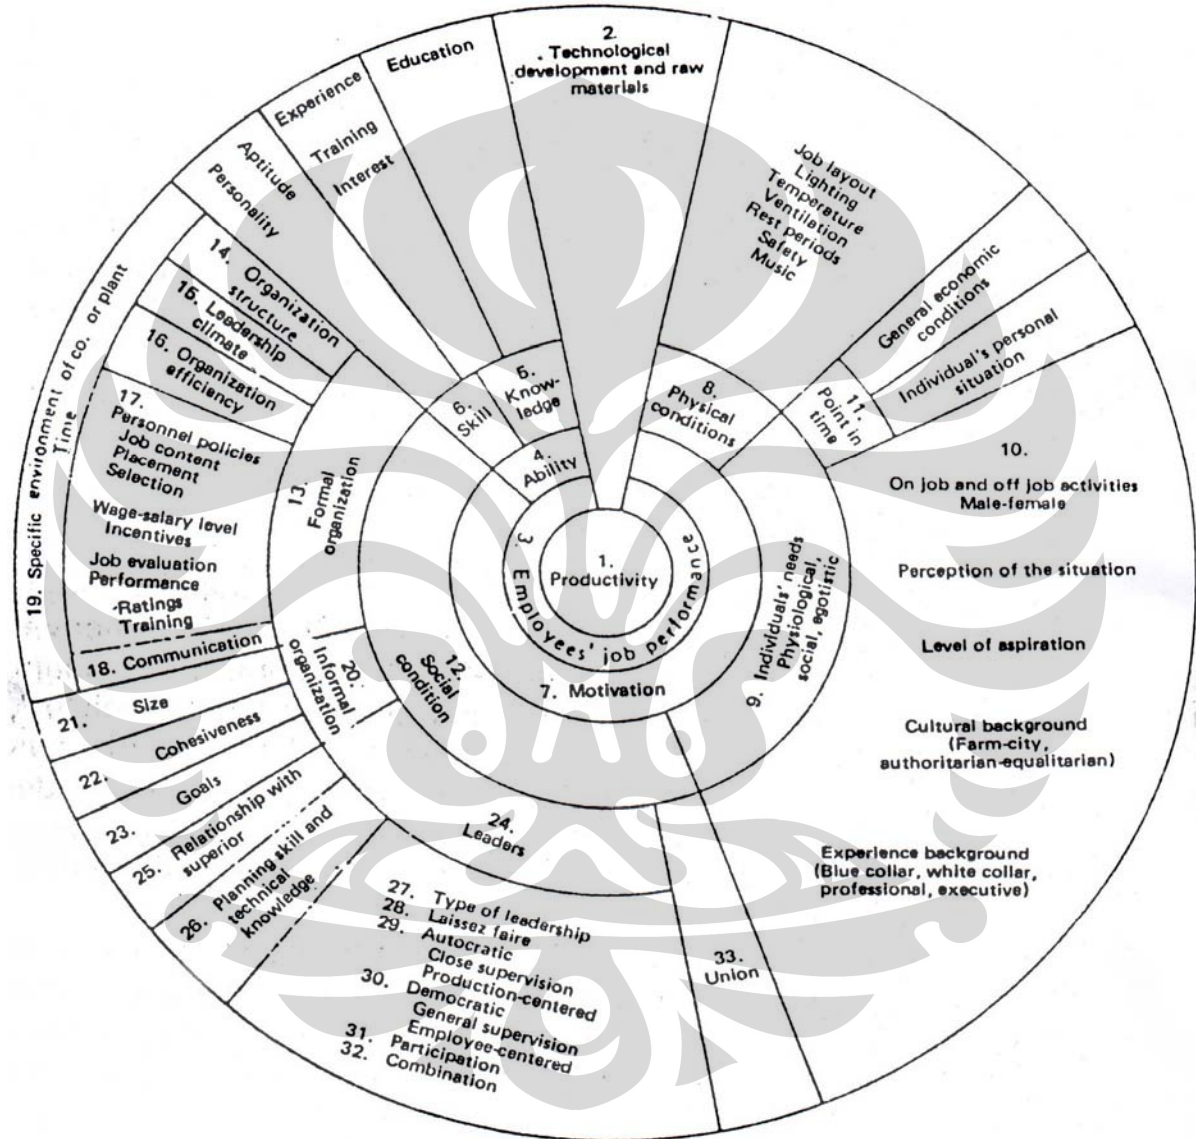 1.
Productivity
2.
Technological
development and raw
materials
3. Employees' job performance
4.
Ability
5.
Know-
ledge
6.
Skill
Education
Experience
Training
Interest
Aptitude
Personality
7. Motivation
8.
Physical
conditions
Job layout
Lighting
Temperature
Ventilation
Rest periods
Safety
Music
9. Individuals' needs
Physiological,
social, egotistic
10.
On job and off job activities
Male-female
Perception of the situation
Level of aspiration
Cultural background
(Farm-city,
authoritarian-equalitarian)
Experience background
(Blue collar, white collar,
professional, executive)
11.
Point in
time
General economic
conditions
Individual's personal
situation
12.
Social
condition
13.
Formal
organization
14. Organization
structure
15. Leadership
climate
16. Organization
efficiency
17.
Personnel policies
Job content
Placement
Selection
Wage-salary level
Incentives
Job evaluation
Performance
Ratings
Training
18. Communication
19. Specific environment of co. or plant
Time
20.
Informal
organization
21. Size
22. Cohesiveness
23. Goals
24.
Leaders
25. Relationship with
superior
26. Planning skill and
technical
knowledge
27. Type of leadership
28. Laissez faire
29. Autocratic
Close supervision
Production-centered
30. Democratic
General supervision
Employee-centered
31. Participation
32. Combination
33.
Union